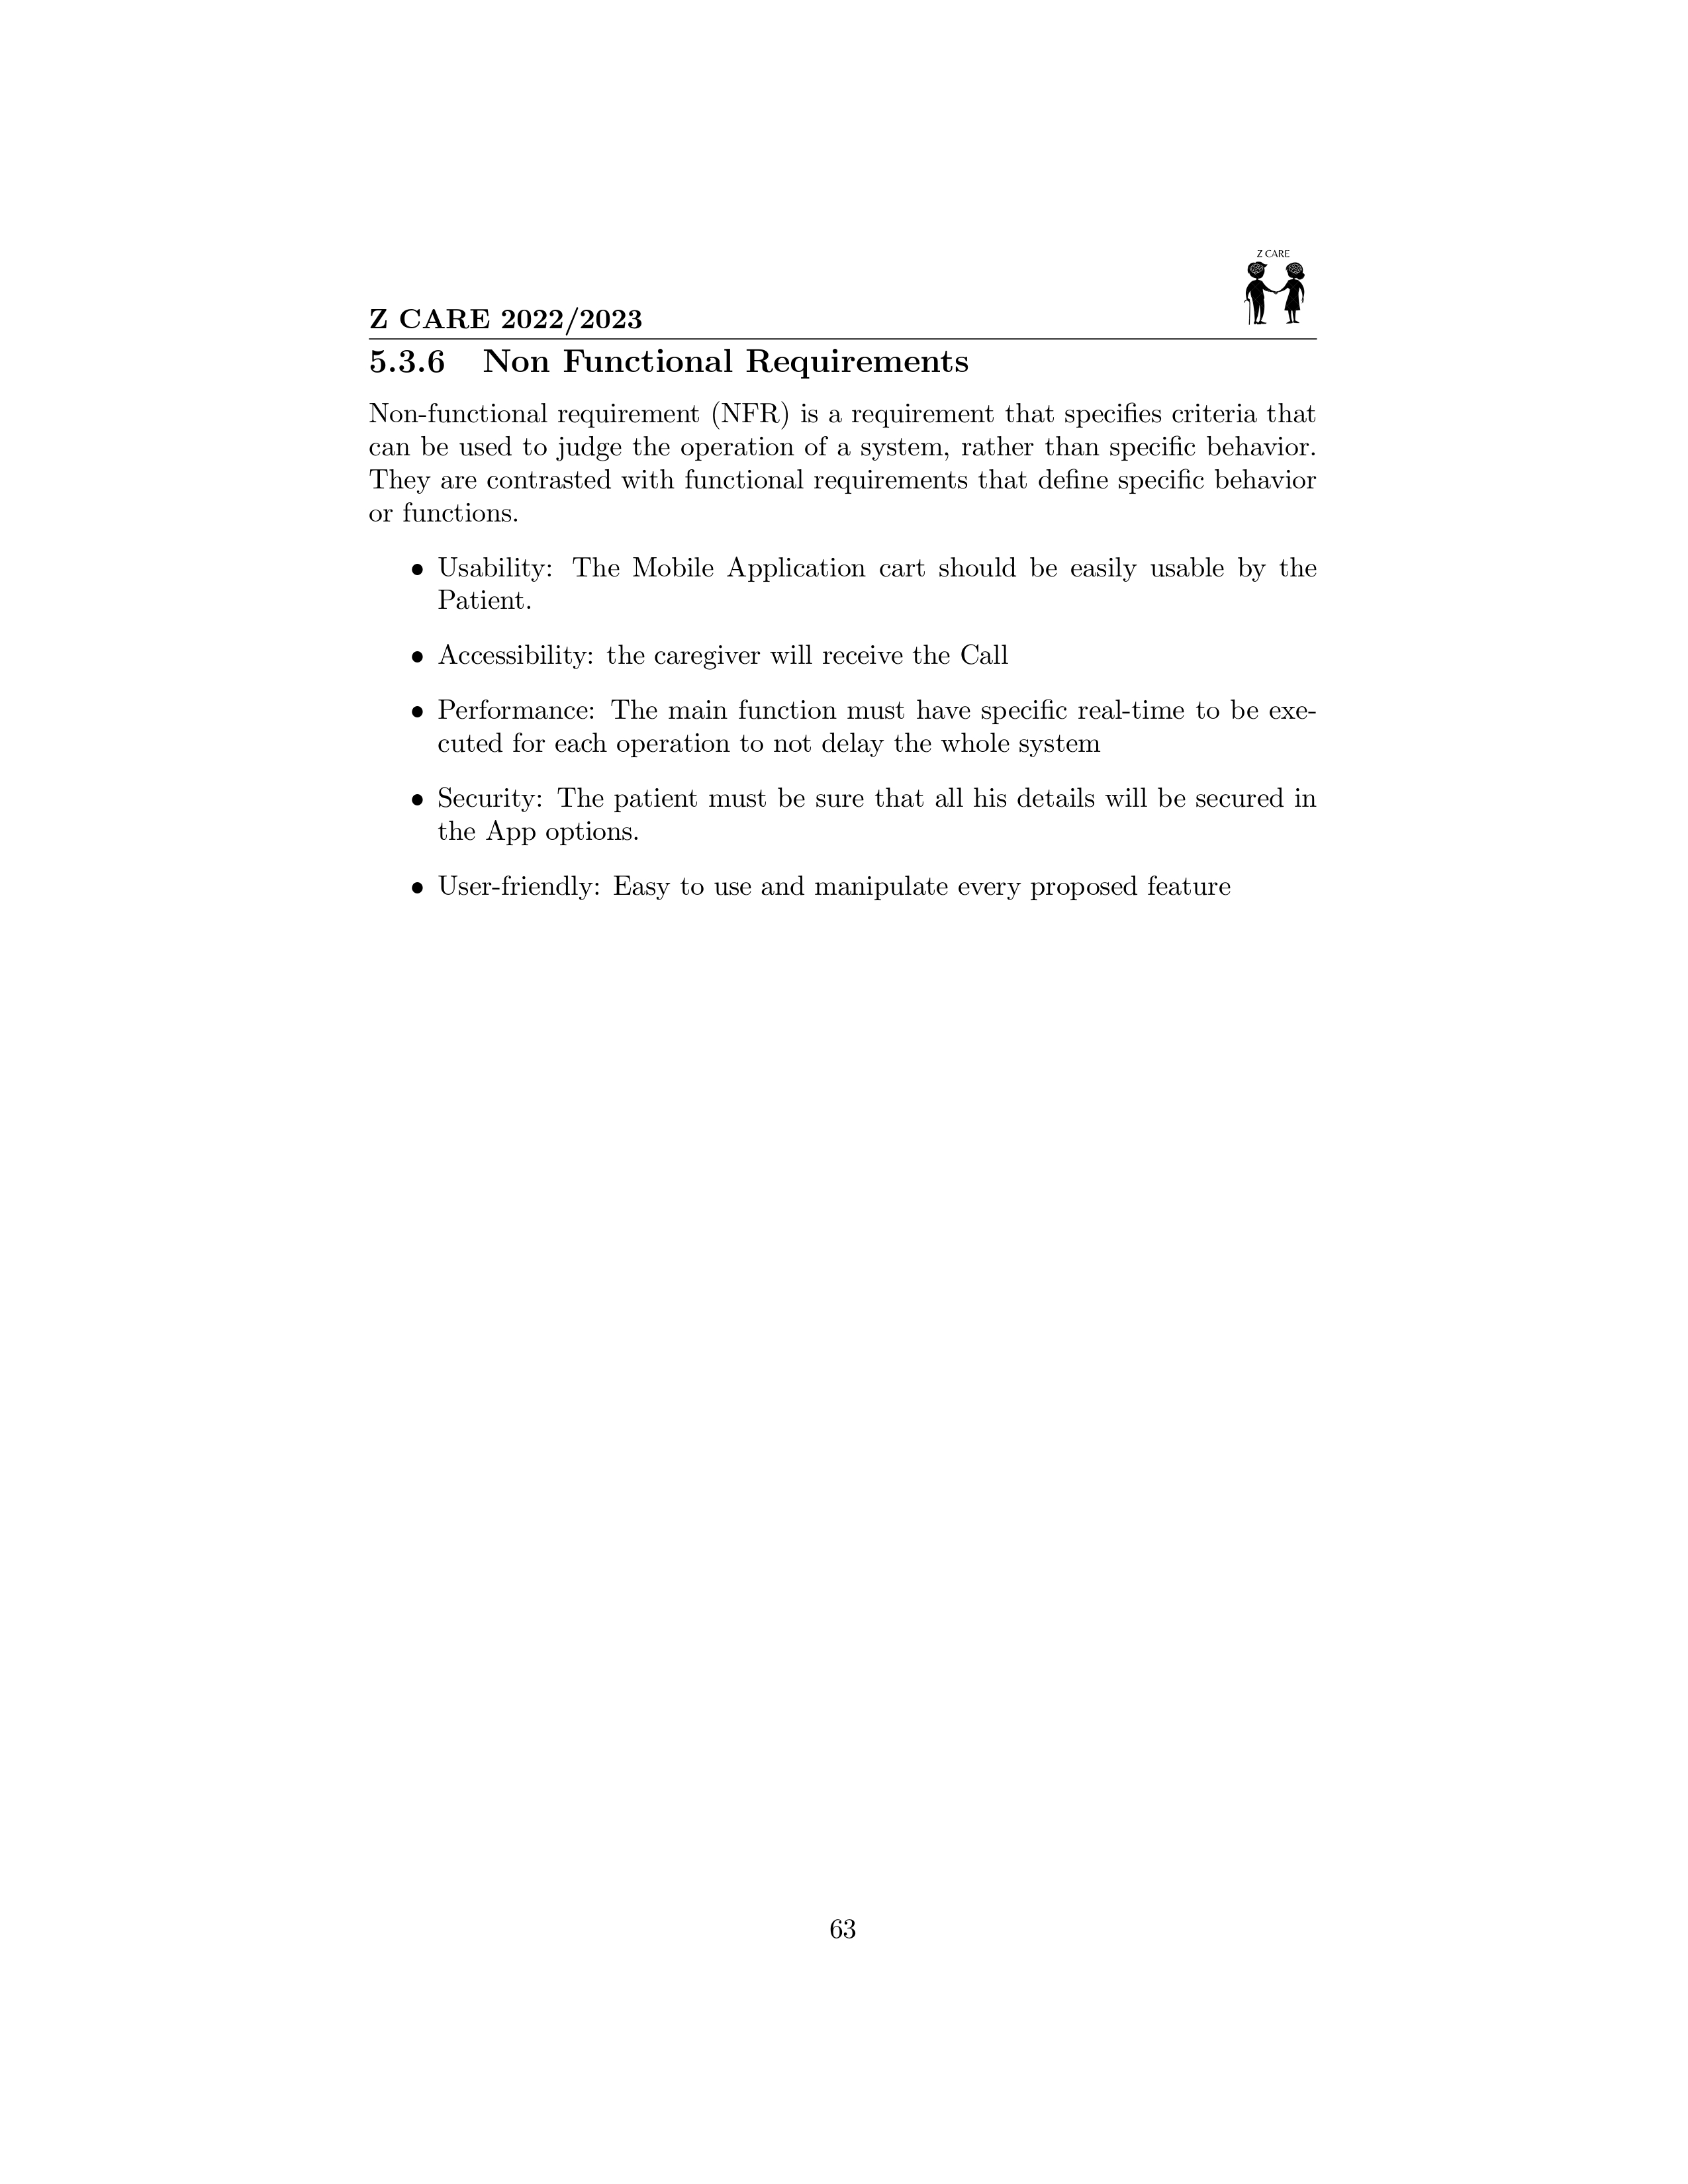 Z CARE
Z CARE 2022/2023
5.3.6 Non Functional Requirements
Non-functional requirement (NFR) is a requirement that specifies criteria that
can be used to judge the operation of a system, rather than specific behavior.
They are contrasted with functional requirements that define specific behavior
or functions.
• Usability: The Mobile Application cart should be easily usable by the
Patient.
• Accessibility: the caregiver will receive the Call
• Performance: The main function must have specific real-time to be exe-
cuted for each operation to not delay the whole system
• Security: The patient must be sure that all his details will be secured in
the App options.
• User-friendly: Easy to use and manipulate every proposed feature
63